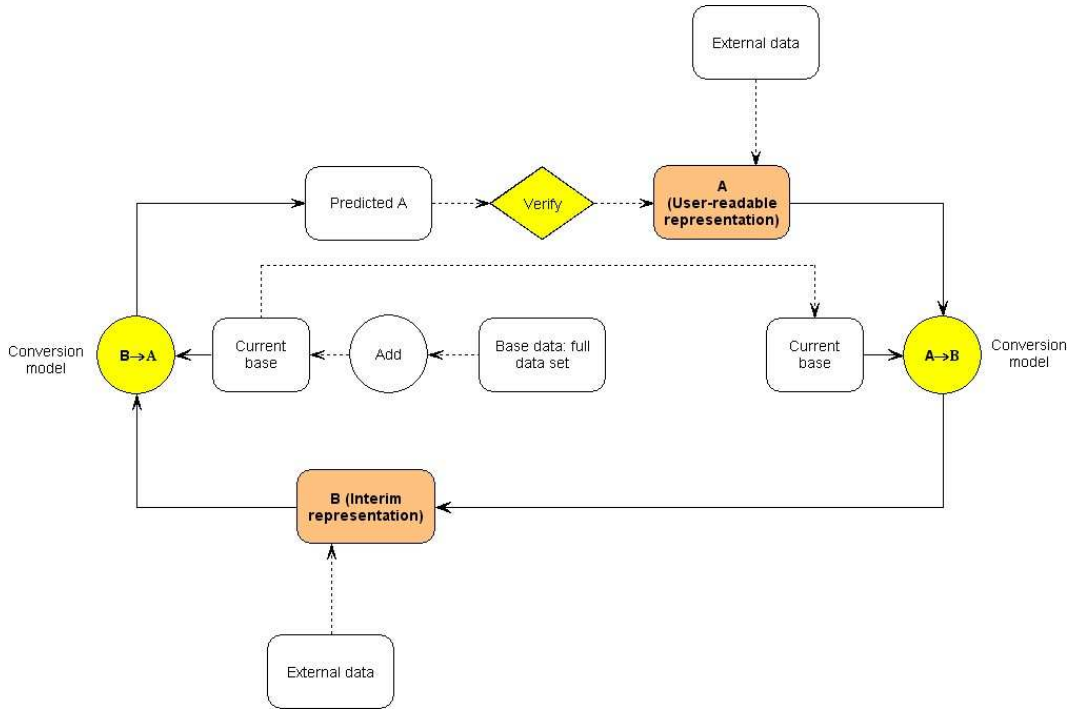 External data
Predicted A
Verify
A
(User-readable
representation)
Conversion
model
B→A
Current
base
Add
Base data: full
data set
Current
base
A→B
Conversion
model
B (Interim
representation)
External data